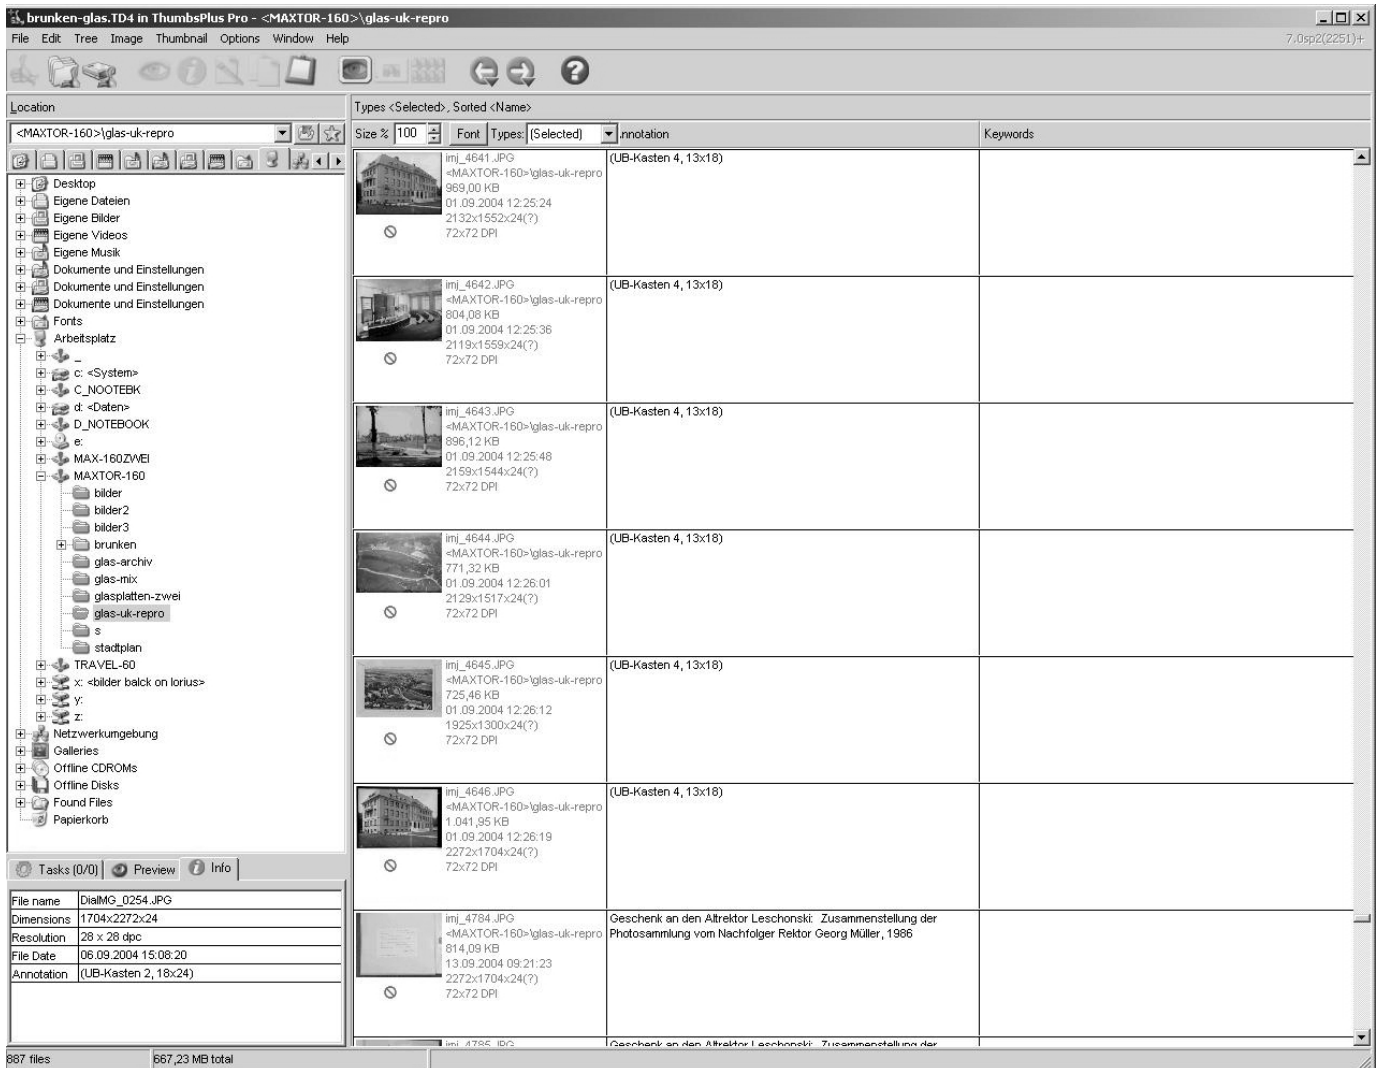 brunken-glas.TD4 in ThumbsPlus Pro - <MAXTOR-160>\glas-uk-repro
File Edit Tree Image Thumbnail Options Window Help
7.0sp2(2251)+
Location
<MAXTOR-160>\glas-uk-repro
Desktop
Eigene Dateien
Eigene Bilder
Eigene Videos
Eigene Musik
Dokumente und Einstellungen
Dokumente und Einstellungen
Dokumente und Einstellungen
Fonts
Arbeitsplatz
_
c: <System>
C_NOOTEBK
d: <Daten>
D_NOTEBOOK
e:
MAX-160ZWEI
MAXTOR-160
bilder
bilder2
bilder3
brunken
glas-archiv
glas-mix
glasplatten-zwei
glas-uk-repro
s
stadtplan
TRAVEL-60
x: <bilder balck on lorius>
y:
z:
Netzwerkumgebung
Galleries
Offline CDROMs
Offline Disks
Found Files
Papierkorb
Tasks (0/0) Preview Info
File name DiaIMG_0254.JPG
Dimensions 1704x2272x24
Resolution 28 x 28 dpc
File Date 06.09.2004 15:08:20
Annotation (UB-Kasten 2, 18x24)
887 files 667,23 MB total
Types <Selected>, Sorted <Name>
Size % 100 Font Types: (Selected) .nnotation Keywords
imj_4641.JPG (UB-Kasten 4, 13x18)
<MAXTOR-160>\glas-uk-repro
969,00 KB
01.09.2004 12:25:24
2132x1552x24(?)
72x72 DPI
imj_4642.JPG (UB-Kasten 4, 13x18)
<MAXTOR-160>\glas-uk-repro
804,08 KB
01.09.2004 12:25:36
2119x1559x24(?)
72x72 DPI
imj_4643.JPG (UB-Kasten 4, 13x18)
<MAXTOR-160>\glas-uk-repro
896,12 KB
01.09.2004 12:25:48
2159x1544x24(?)
72x72 DPI
imj_4644.JPG (UB-Kasten 4, 13x18)
<MAXTOR-160>\glas-uk-repro
771,32 KB
01.09.2004 12:26:01
2129x1517x24(?)
72x72 DPI
imj_4645.JPG (UB-Kasten 4, 13x18)
<MAXTOR-160>\glas-uk-repro
725,46 KB
01.09.2004 12:26:12
1925x1300x24(?)
72x72 DPI
imj_4646.JPG (UB-Kasten 4, 13x18)
<MAXTOR-160>\glas-uk-repro
1.041,95 KB
01.09.2004 12:26:19
2272x1704x24(?)
72x72 DPI
imj_4784.JPG Geschenk an den Altrektor Leschonski: Zusammenstellung der
<MAXTOR-160>\glas-uk-repro Photosammlung vom Nachfolger Rektor Georg Müller, 1986
814,09 KB
13.09.2004 09:21:23
2272x1704x24(?)
72x72 DPI
imj_4785.JPG Geschenk an den Altrektor Leschonski: Zusammenstellung der